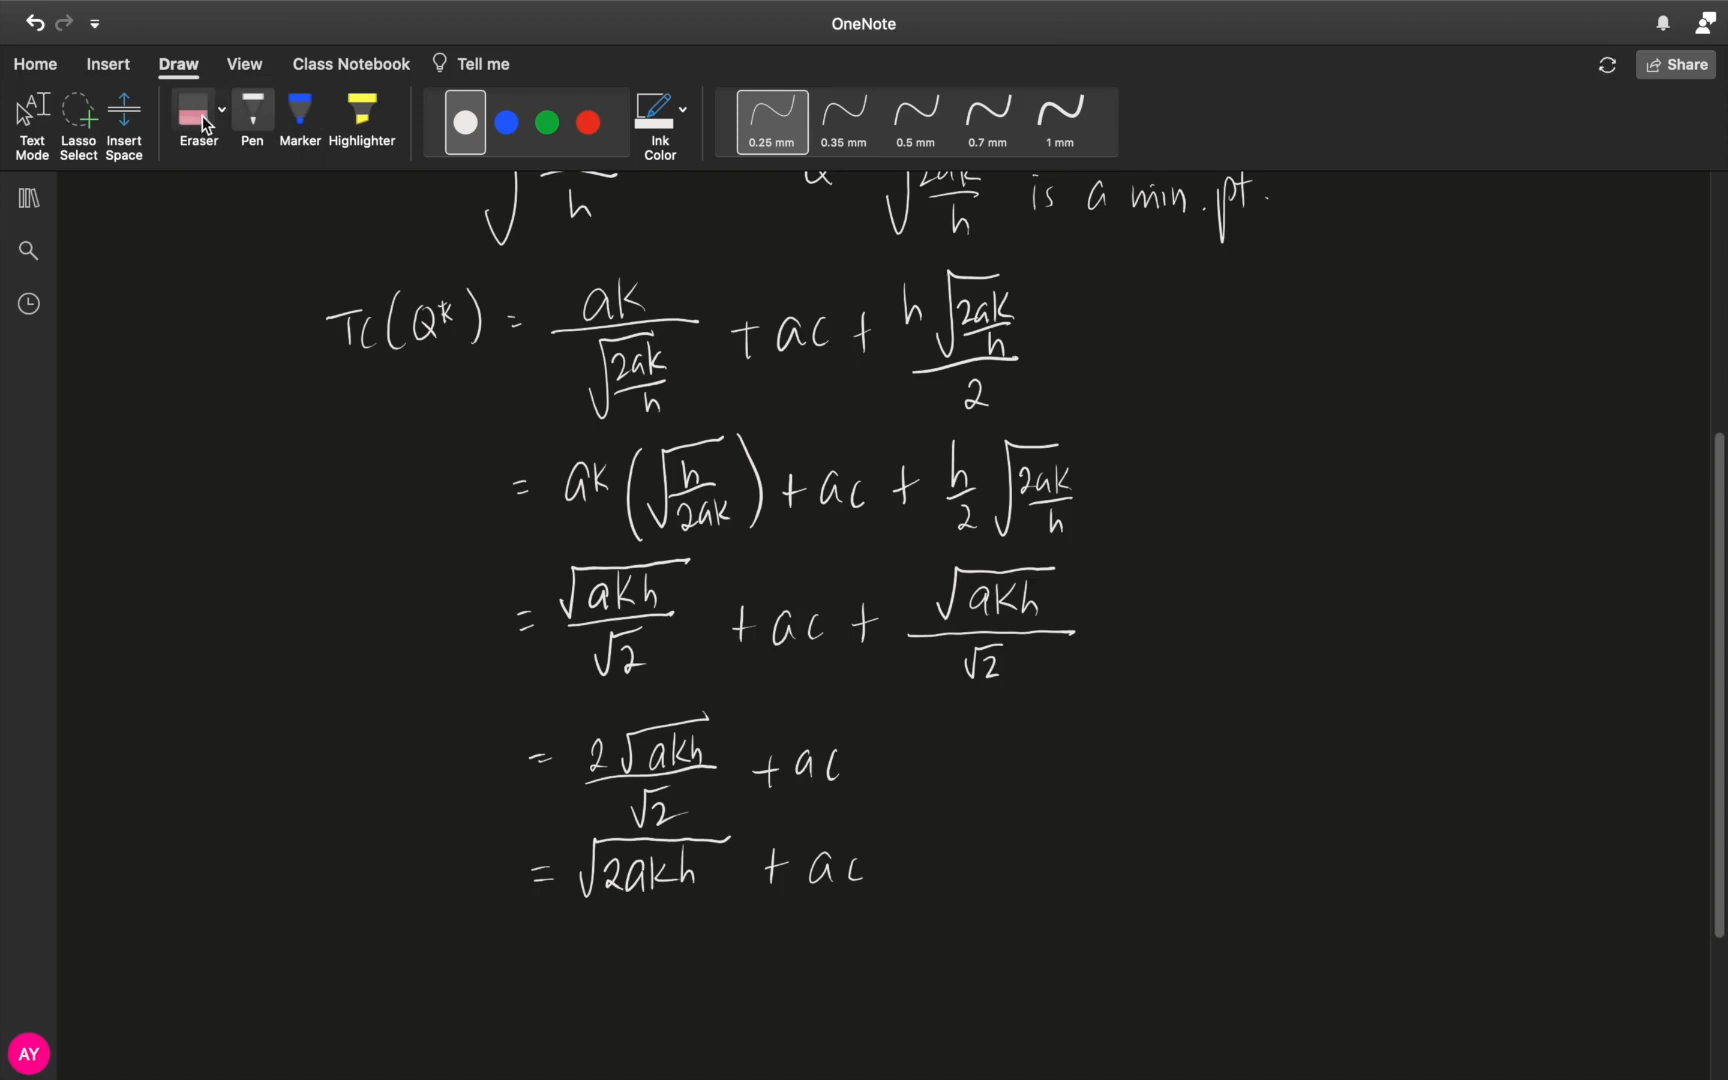 OneNote
Home Insert Draw View Class Notebook Tell me Share
Text Mode Lasso Select Insert Space Eraser Pen Marker Highlighter Ink Color 0.25 mm 0.35 mm 0.5 mm 0.7 mm 1 mm
√(—/h) Q √(2ak/h) is a min. pt.
TC(Q*) = ak/√(2ak/h) + ac + h√(2ak/h)/2
= ak(√(h/2ak)) + ac + h/2 √(2ak/h)
= √(akh)/√2 + ac + √(akh)/√2
= 2√(akh)/√2 + ac
= √(2akh) + ac
AY